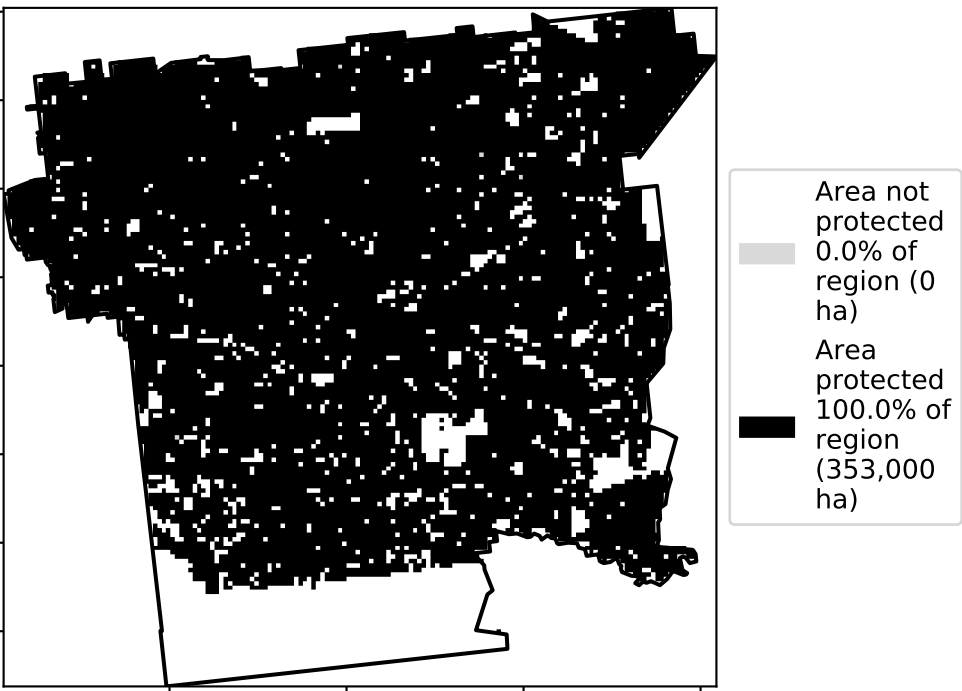 Area not
protected
0.0% of
region (0
ha)
Area
protected
100.0% of
region
(353,000
ha)